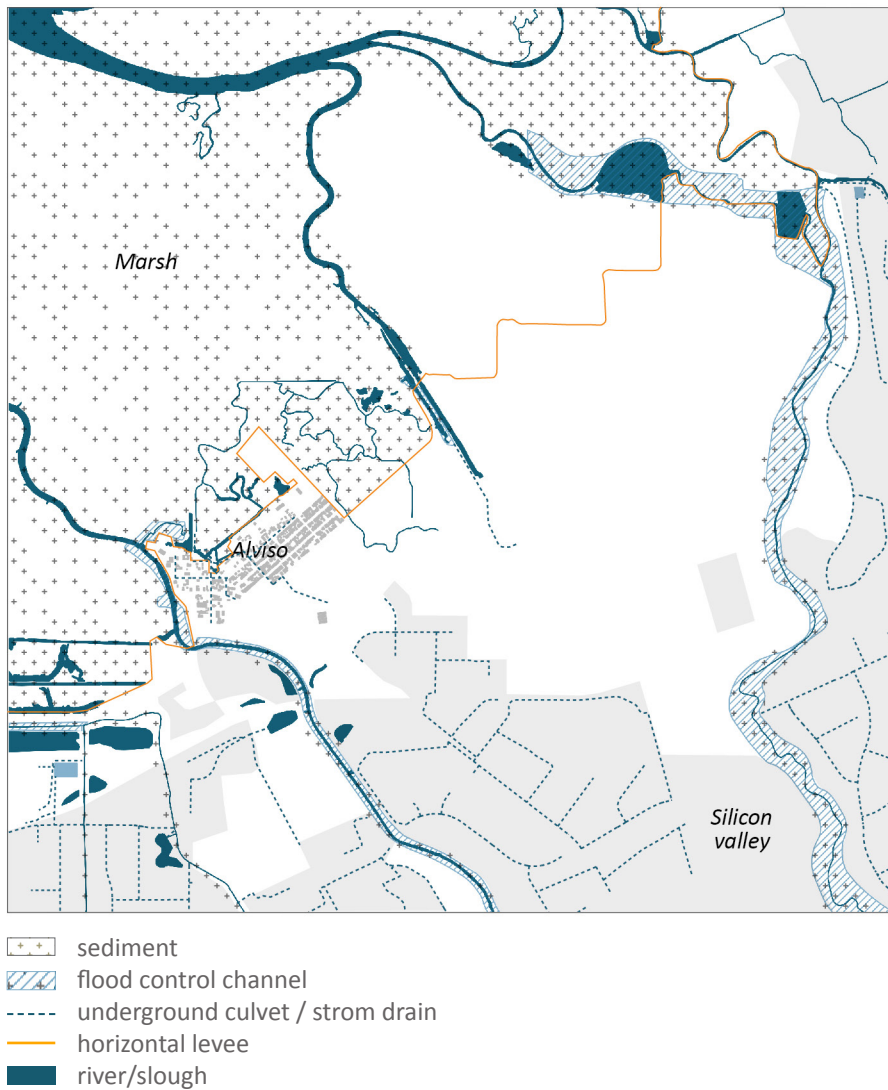 Marsh
Alviso
Silicon
valley
sediment
flood control channel
underground culvet / strom drain
horizontal levee
river/slough